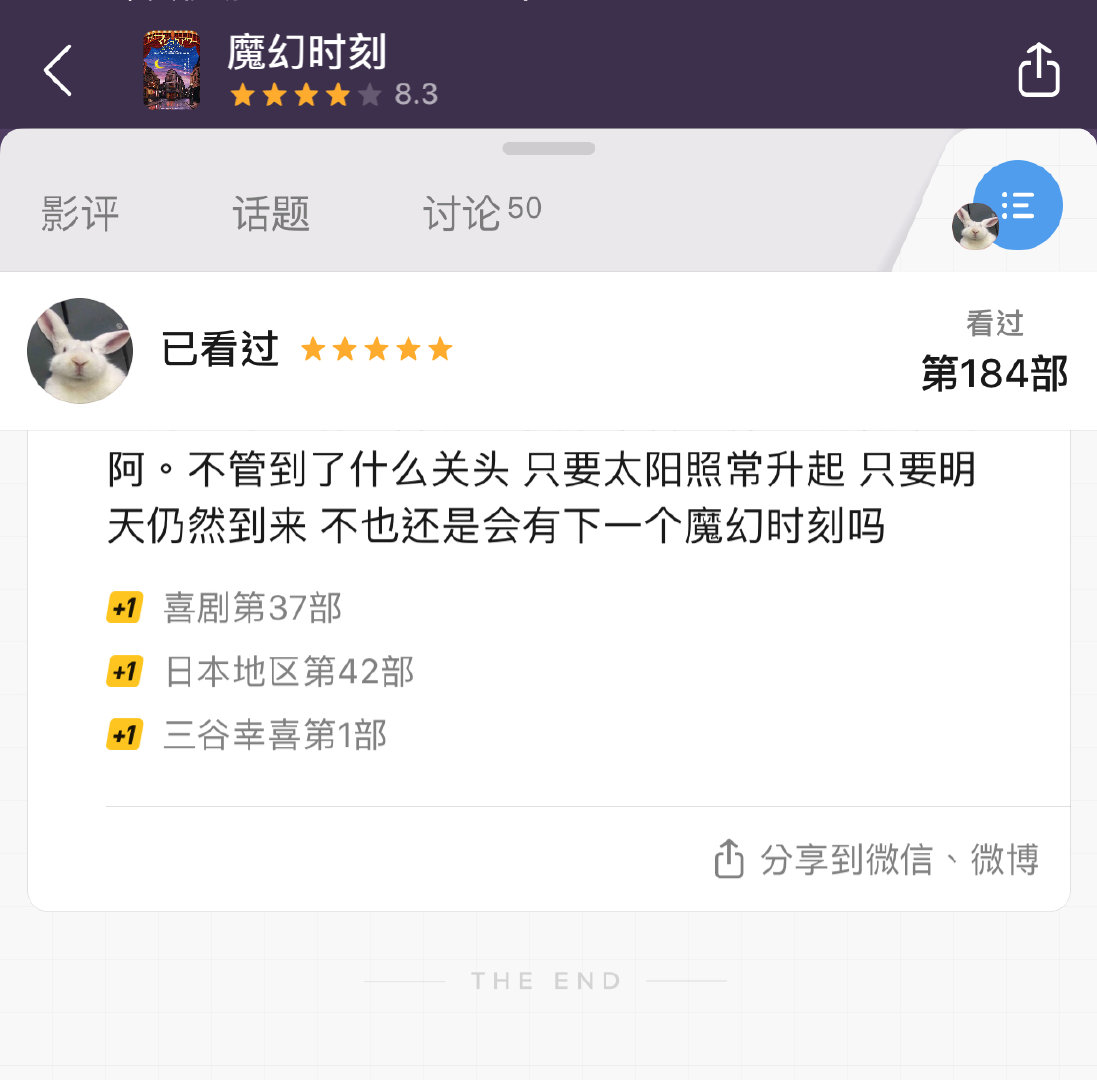 魔幻时刻
8.3
影评
话题
讨论 50
已看过
看过
第184部
阿。不管到了什么关头 只要太阳照常升起 只要明
天仍然到来 不也还是会有下一个魔幻时刻吗
+1 喜剧第37部
+1 日本地区第42部
+1 三谷幸喜第1部
分享到微信、微博
THE END